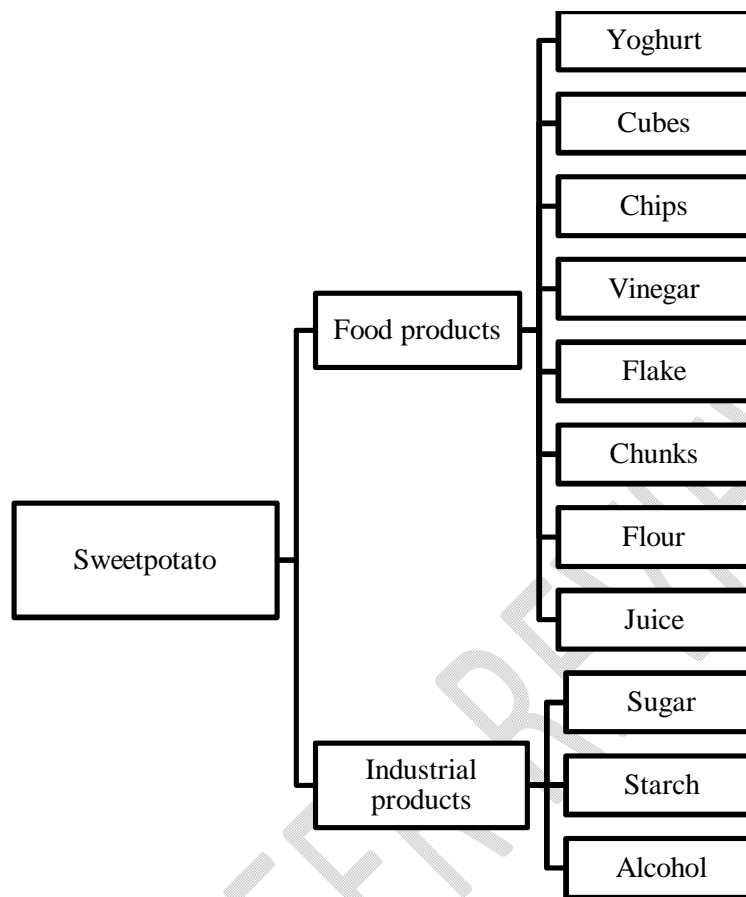 Yoghurt
Cubes
Chips
Vinegar
Food products
Flake
Chunks
Sweetpotato
Flour
Juice
Sugar
Industrial
products
Starch
Alcohol